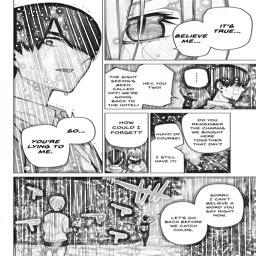 IT'S
TRUE...
BELIEVE
ME...
SO...
YOU'RE
LYING TO
ME.
...
HEY, YOU
TWO!
THE SIGHT
SEEING'S
BEEN
CALLED
OFF! WE'RE
GOING
BACK TO
THE HOTEL!
DO YOU
REMEMBER
THE CHARMS
WE BOUGHT
HERE
TOGETHER
THAT DAY?
HUH?! OF
COURSE!
I STILL
HAVE IT!
HOW
COULD I
FORGET?
SORRY,
I CAN'T
BELIEVE A
WORD YOU
SAY RIGHT
NOW.
LET'S GO
BACK BEFORE
WE CATCH
COLDS.